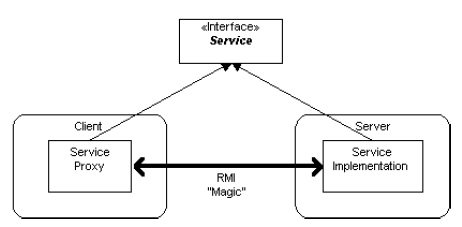 «Interface»
Service
Client
Server
Service
Proxy
Service
Implementation
RMI
"Magic"